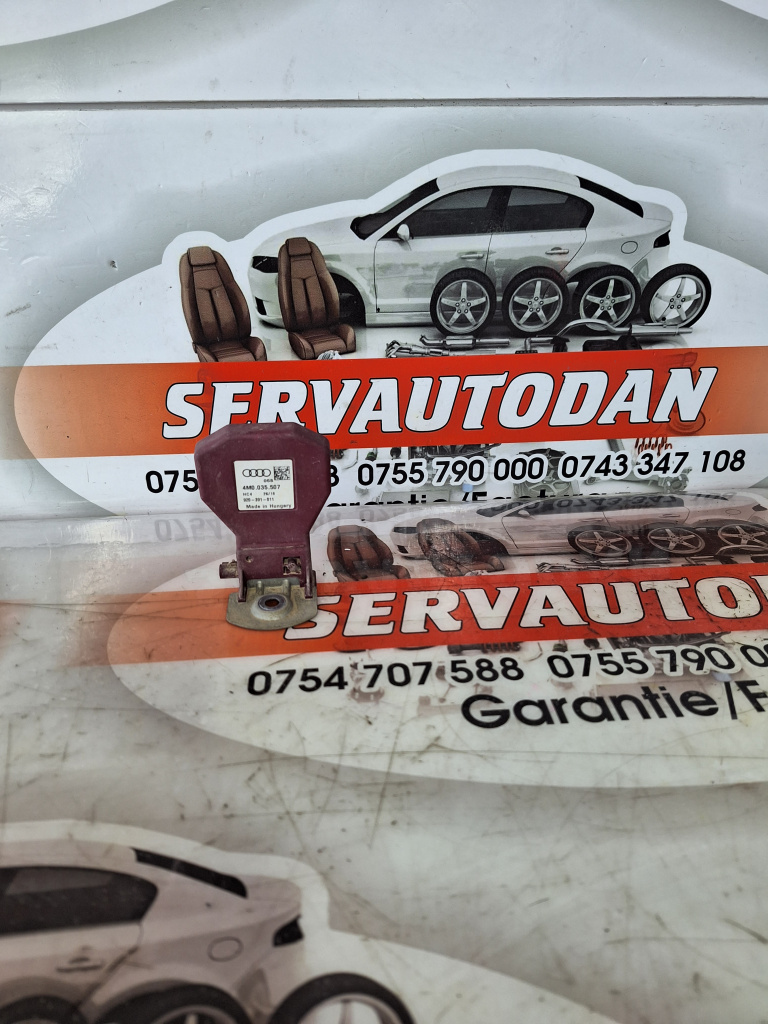 SERVAUTODAN
0755 790 000 0743 347 108
068
4M0.035.507
Made in Hungary
SERVAUTO
0754 707 588 0755 790
Garantie/F